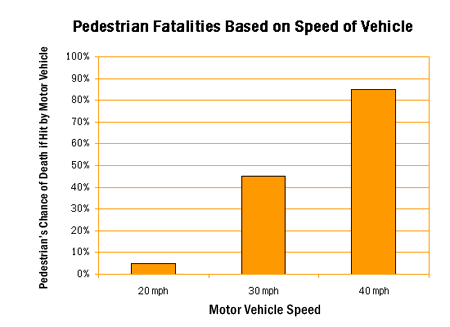 Pedestrian Fatalities Based on Speed of Vehicle
Pedestrian's Chance of Death if Hit by Motor Vehicle
100%
90%
80%
70%
60%
50%
40%
30%
20%
10%
0%
20 mph 30 mph 40 mph
Motor Vehicle Speed